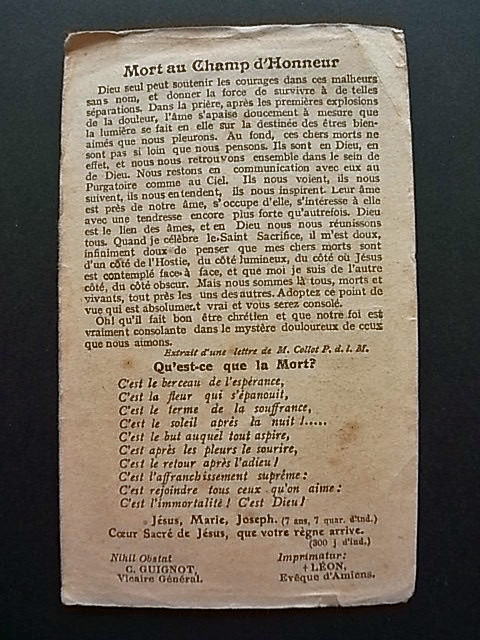 Mort au Champ d'Honneur
Dieu seul peut soutenir les courages dans ces malheurs
sans nom, et donner la force de survivre à de telles
séparations. Dans la prière, après les premières explosions
de la douleur, l'âme s'apaise doucement à mesure que
la lumière se fait en elle sur la destinée des êtres bien-
aimés que nous pleurons. Au fond, ces chers morts ne
sont pas si loin que nous pensons. Ils sont en Dieu, en
effet, et nous nous retrouvons ensemble dans le sein de
de Dieu. Nous restons en communication avec eux au
Purgatoire comme au Ciel. Ils nous voient, ils nous
suivent, ils nous entendent, ils nous inspirent. Leur âme
est près de notre âme, s'occupe d'elle, s'intéresse à elle
avec une tendresse encore plus forte qu'autrefois. Dieu
est le lien des âmes, et en Dieu nous nous réunissons
tous. Quand je célèbre le Saint Sacrifice, il m'est doux,
infiniment doux de penser que mes chers morts sont
d'un côté de l'Hostie, du côté lumineux, du côté où Jésus
est contemplé face à face, et que moi je suis de l'autre
côté, du côté obscur. Mais nous sommes là tous, morts et
vivants, tout près les uns des autres. Adoptez ce point de
vue qui est absolument vrai et vous serez consolé.
Oh! qu'il fait bon être chrétien et que notre foi est
vraiment consolante dans le mystère douloureux de ceux
que nous aimons.
Extrait d'une lettre de M. Collot P. d. l. M.
Qu'est-ce que la Mort?
C'est le berceau de l'espérance,
C'est la fleur qui s'épanouit,
C'est le terme de la souffrance,
C'est le soleil après la nuit !.....
C'est le but auquel tout aspire,
C'est après les pleurs le sourire,
C'est le retour après l'adieu !
C'est l'affranchissement suprême :
C'est rejoindre tous ceux qu'on aime :
C'est l'immortalité ! C'est Dieu !
Jésus, Marie, Joseph. (7 ans, 7 quar. d'ind.)
Cœur Sacré de Jésus, que votre règne arrive.
(300 j. d'ind.)
Nihil Obstat
C. GUIGNOT,
Vicaire Général.
Imprimatur:
† LÉON,
Evêque d'Amiens.